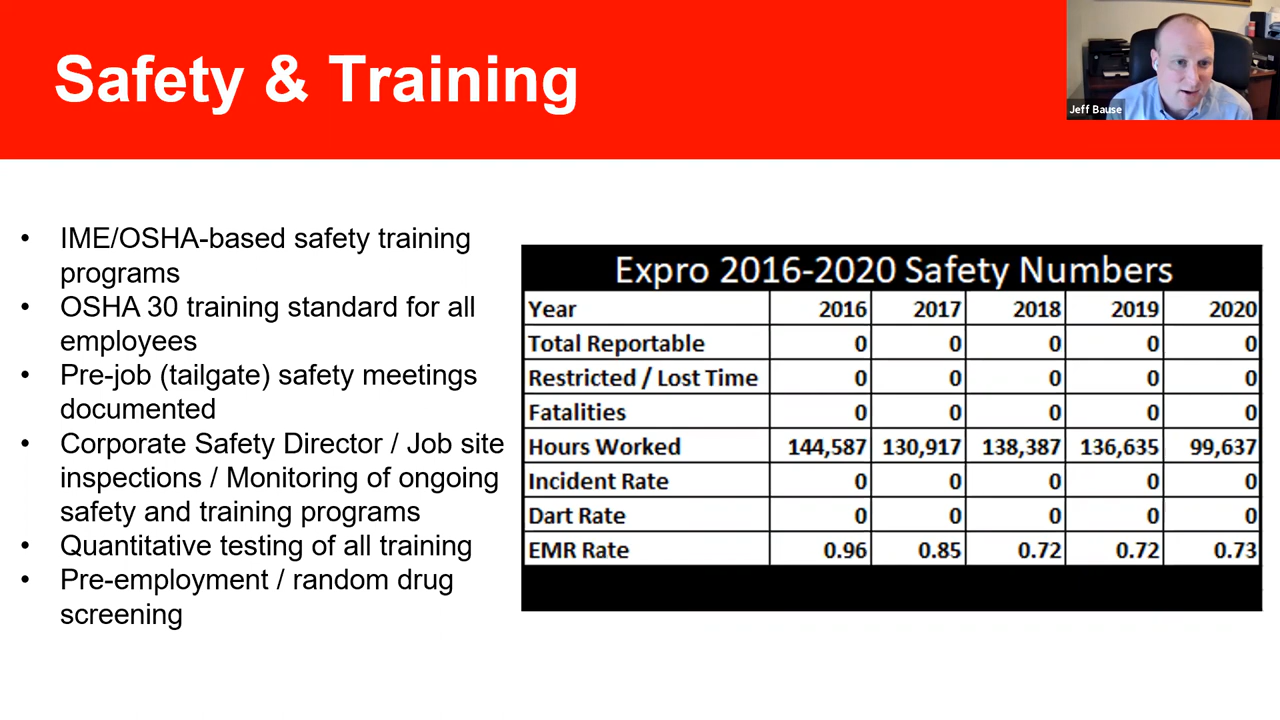 Safety & Training
Jeff Bause
• IME/OSHA-based safety training
programs
• OSHA 30 training standard for all
employees
• Pre-job (tailgate) safety meetings
documented
• Corporate Safety Director / Job site
inspections / Monitoring of ongoing
safety and training programs
• Quantitative testing of all training
• Pre-employment / random drug
screening
Expro 2016-2020 Safety Numbers
Year 2016 2017 2018 2019 2020
Total Reportable 0 0 0 0 0
Restricted / Lost Time 0 0 0 0 0
Fatalities 0 0 0 0 0
Hours Worked 144,587 130,917 138,387 136,635 99,637
Incident Rate 0 0 0 0 0
Dart Rate 0 0 0 0 0
EMR Rate 0.96 0.85 0.72 0.72 0.73